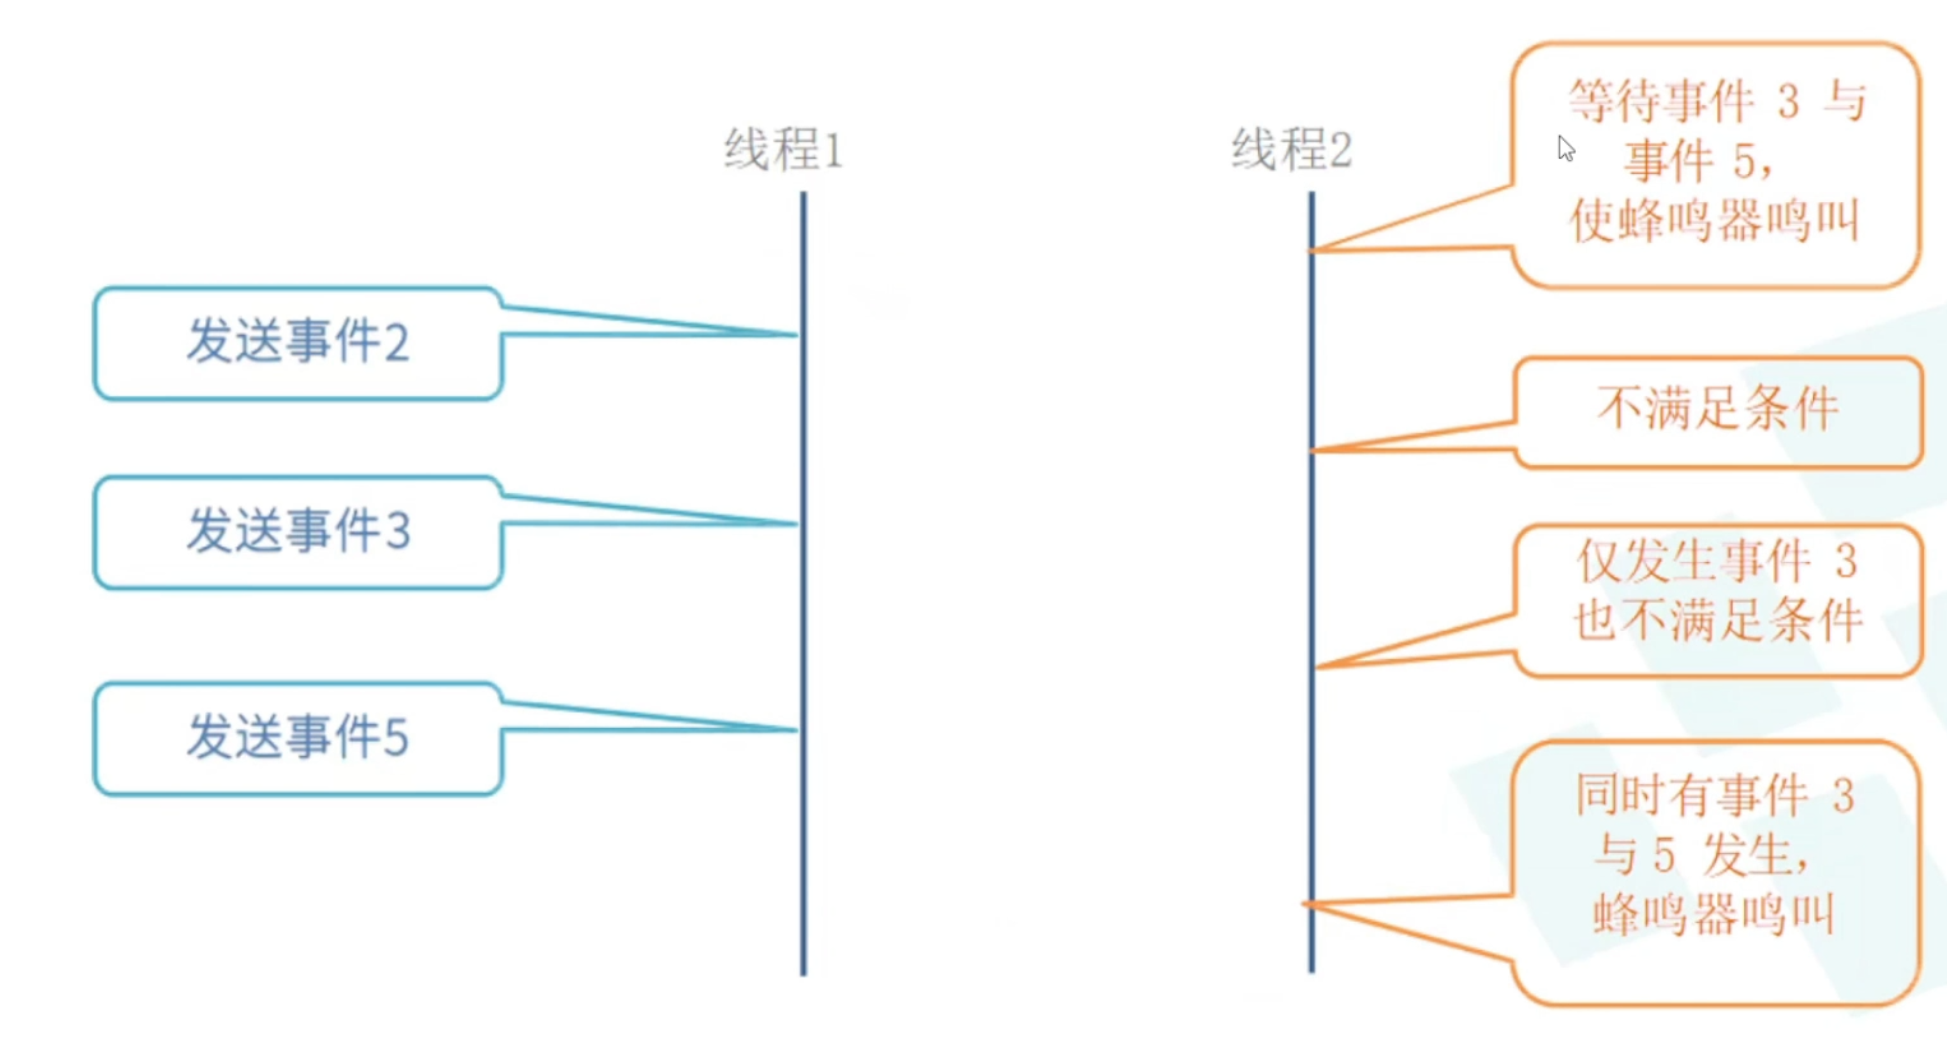 线程1
线程2
等待事件 3 与
事件 5,
使蜂鸣器鸣叫
发送事件2
不满足条件
发送事件3
仅发生事件 3
也不满足条件
发送事件5
同时有事件 3
与 5 发生,
蜂鸣器鸣叫